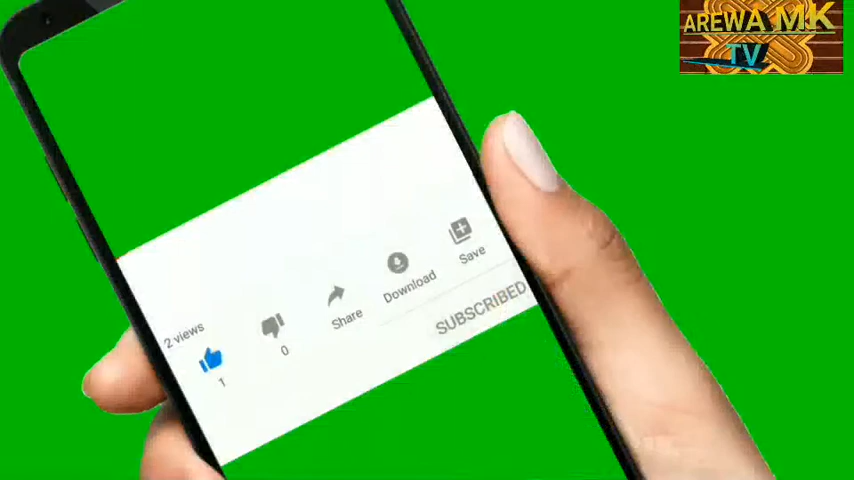 AREWA MK
TV
2 views
1
0
Share
Download
Save
SUBSCRIBED